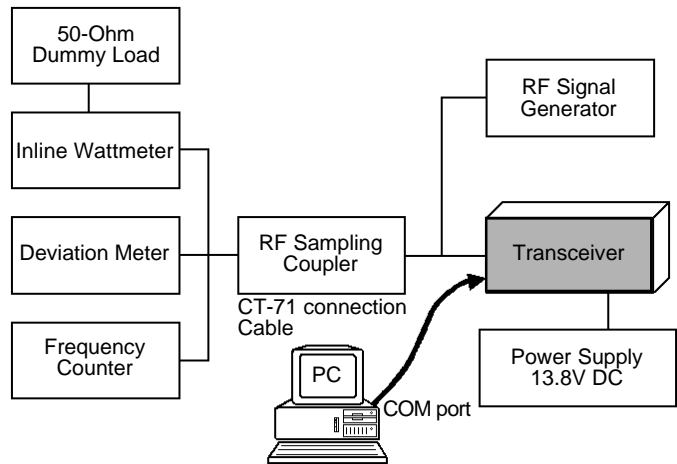 50-Ohm
Dummy Load
Inline Wattmeter
Deviation Meter
Frequency
Counter
RF Sampling
Coupler
CT-71 connection
Cable
PC
COM port
RF Signal
Generator
Transceiver
Power Supply
13.8V DC